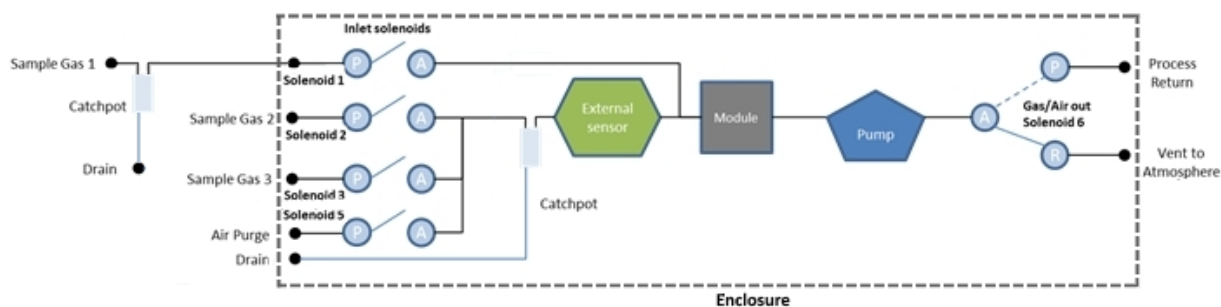 Inlet solenoids
Sample Gas 1
P
A
Solenoid 1
Catchpot
Drain
Sample Gas 2
P
A
Solenoid 2
Sample Gas 3
P
A
Solenoid 3
Solenoid 5
Air Purge
P
A
Drain
Catchpot
External
sensor
Module
Pump
A
P
Process
Return
Gas/Air out
Solenoid 6
R
Vent to
Atmosphere
Enclosure